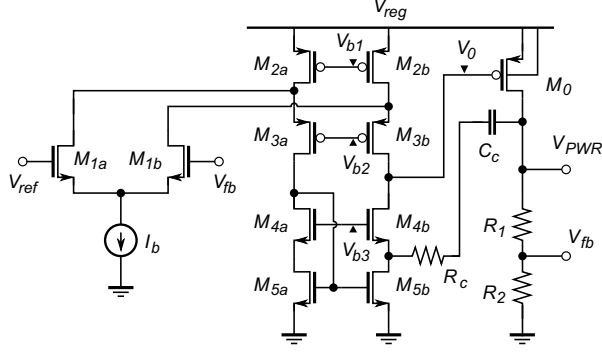 V_reg
M_2a
V_b1
M_2b
V_0
M_0
M_3a
V_b2
M_3b
C_c
V_PWR
M_1a
M_1b
V_ref
V_fb
I_b
M_4a
V_b3
M_4b
R_c
R_1
V_fb
M_5a
M_5b
R_2